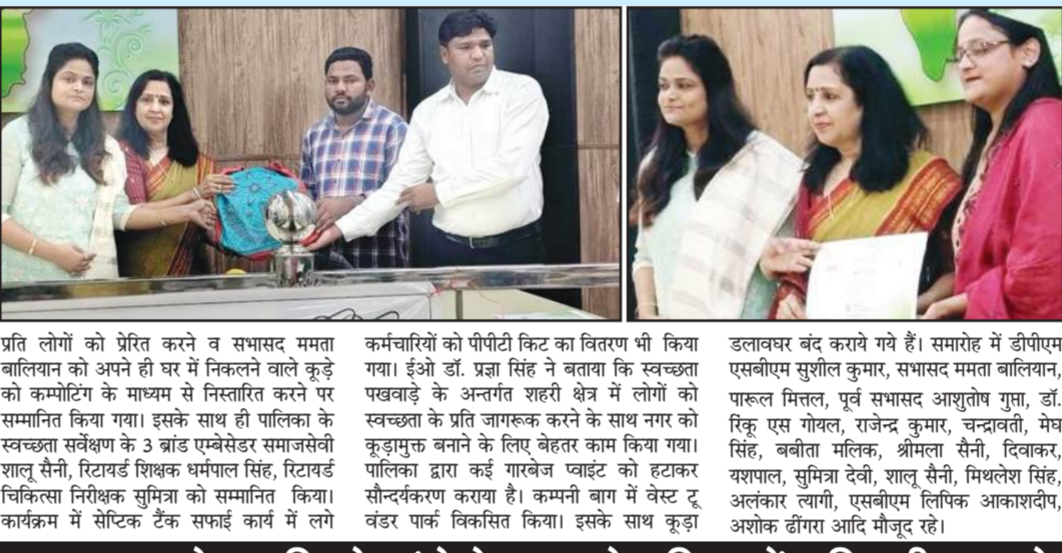 प्रति लोगों को प्रेरित करने व सभासद ममता
बालियान को अपने ही घर में निकलने वाले कूड़े
को कम्पोटिंग के माध्यम से निस्तारित करने पर
सम्मानित किया गया। इसके साथ ही पालिका के
स्वच्छता सर्वेक्षण के 3 ब्रांड एम्बेसेडर समाजसेवी
शालू सैनी, रिटायर्ड शिक्षक धर्मपाल सिंह, रिटायर्ड
चिकित्सा निरीक्षक सुमित्रा को सम्मानित किया।
कार्यक्रम में सेप्टिक टैंक सफाई कार्य में लगे
कर्मचारियों को पीपीटी किट का वितरण भी किया
गया। ईओ डॉ. प्रज्ञा सिंह ने बताया कि स्वच्छता
पखवाड़े के अन्तर्गत शहरी क्षेत्र में लोगों को
स्वच्छता के प्रति जागरूक करने के साथ नगर को
कूड़ामुक्त बनाने के लिए बेहतर काम किया गया।
पालिका द्वारा कई गारबेज प्वाइंट को हटाकर
सौन्दर्यकरण कराया है। कम्पनी बाग में वेस्ट टू
वंडर पार्क विकसित किया। इसके साथ कूड़ा
डलावघर बंद कराये गये हैं। समारोह में डीपीएम
एसबीएम सुशील कुमार, सभासद ममता बालियान,
पारूल मित्तल, पूर्व सभासद आशुतोष गुप्ता, डॉ.
रिंकू एस गोयल, राजेन्द्र कुमार, चन्द्रावती, मेघ
सिंह, बबीता मलिक, श्रीमला सैनी, दिवाकर,
यशपाल, सुमित्रा देवी, शालू सैनी, मिथलेश सिंह,
अलंकार त्यागी, एसबीएम लिपिक आकाशदीप,
अशोक ढींगरा आदि मौजूद रहे।